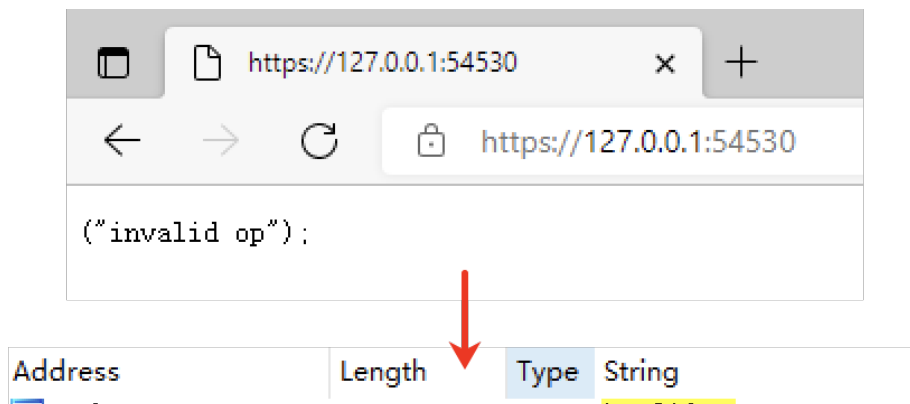 https://127.0.0.1:54530
https://127.0.0.1:54530
("invalid op");
Address Length Type String